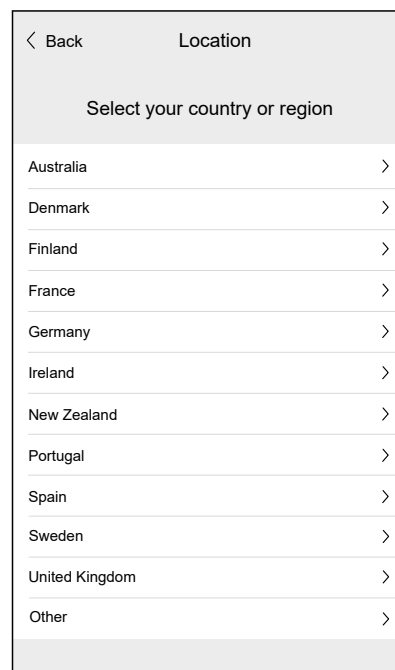 Back Location
Select your country or region
Australia
Denmark
Finland
France
Germany
Ireland
New Zealand
Portugal
Spain
Sweden
United Kingdom
Other